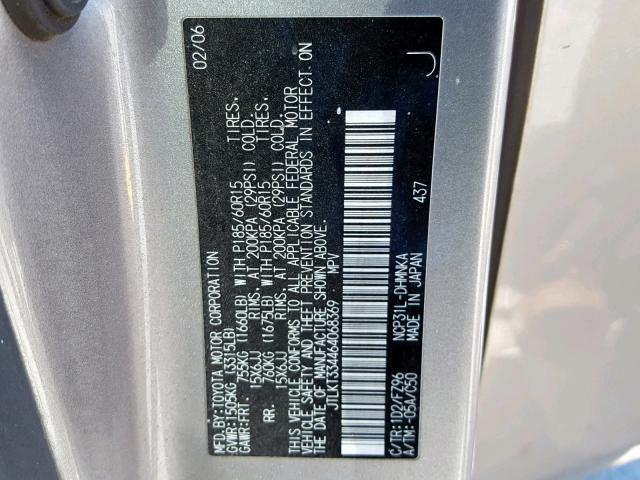 MFD.BY:TOYOTA MOTOR CORPORATION 02/06
GVWR:1505KG (3315LB)
GAWR:FRT. 755KG (1660LB) WITH P185/60R15 TIRES.
15X6JJ RIMS. AT 200KPA (29PSI) COLD.
RR. 760KG (1675LB) WITH P185/60R15 TIRES.
15X6JJ RIMS. AT 200KPA (29PSI) COLD.
THIS VEHICLE CONFORMS TO ALL APPLICABLE FEDERAL MOTOR
VEHICLE SAFETY AND THEFT PREVENTION STANDARDS IN EFFECT ON
THE DATE OF MANUFACTURE SHOWN ABOVE.
JTLKT334464068369 MPV
C/TR:1D2/FZ96 NCP31L-DHMNKA 437 J
A/TM:-05A/C50 MADE IN JAPAN